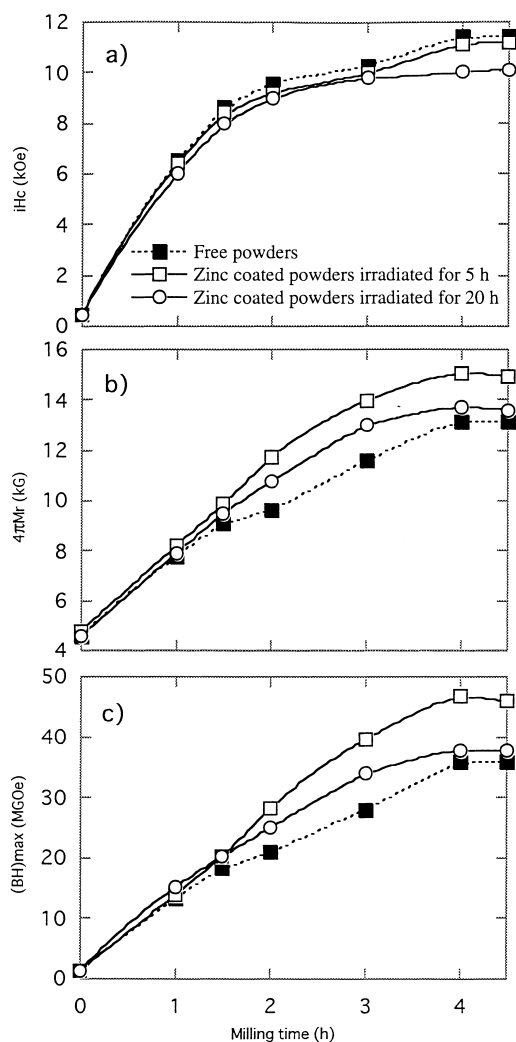 12
a)
10
8
6
4
2
0
iHc (kOe)
Free powders
Zinc coated powders irradiated for 5 h
Zinc coated powders irradiated for 20 h
16
b)
14
12
10
8
6
4
4πMr (kG)
50
c)
40
30
20
10
0
(BH)max (MGOe)
0 1 2 3 4
Milling time (h)